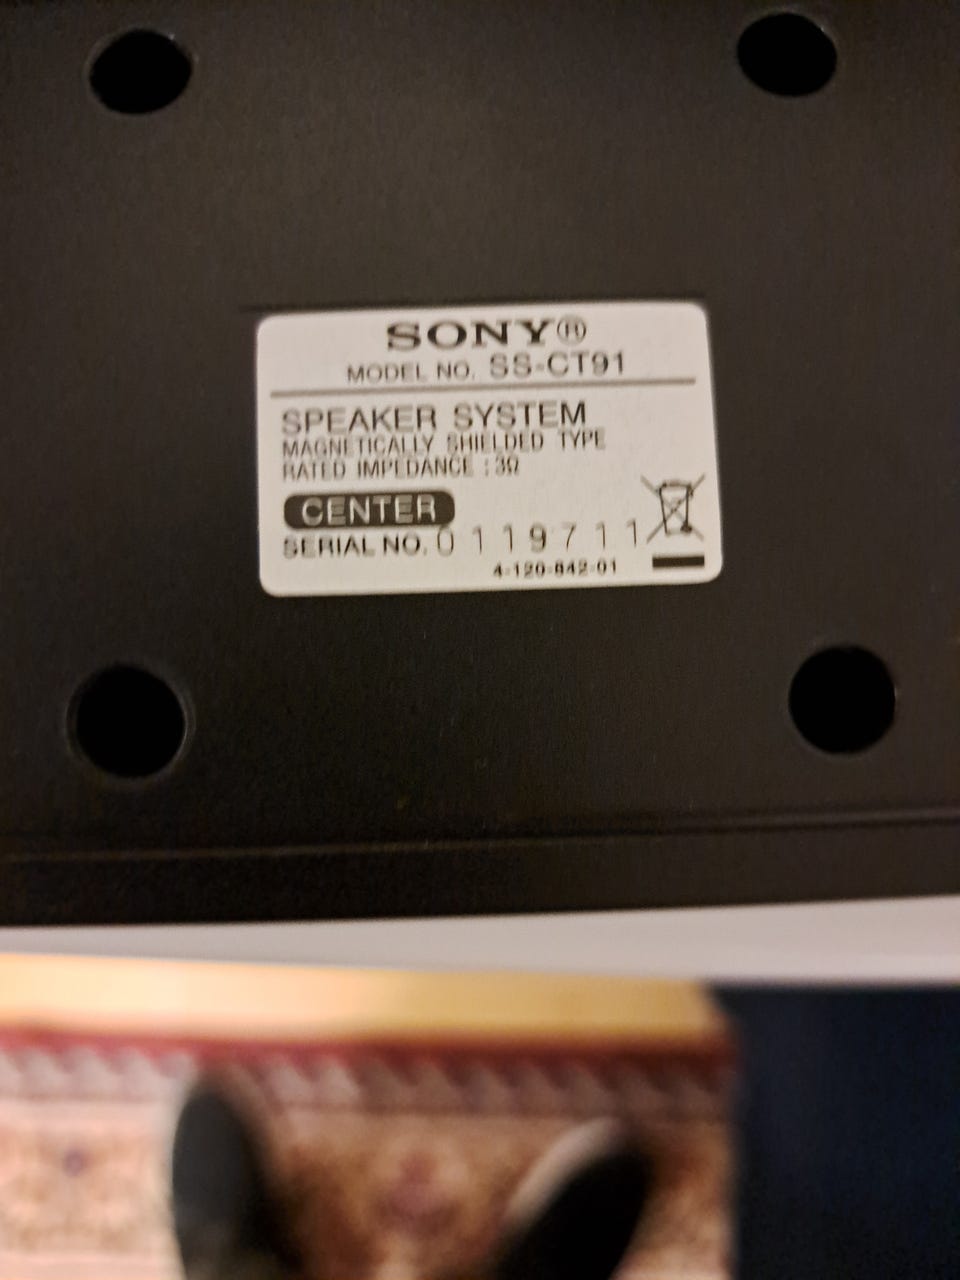 SONY®
MODEL NO. SS-CT91
SPEAKER SYSTEM
MAGNETICALLY SHIELDED TYPE
RATED IMPEDANCE : 3Ω
CENTER
SERIAL NO. 0119711
4-120-842-01